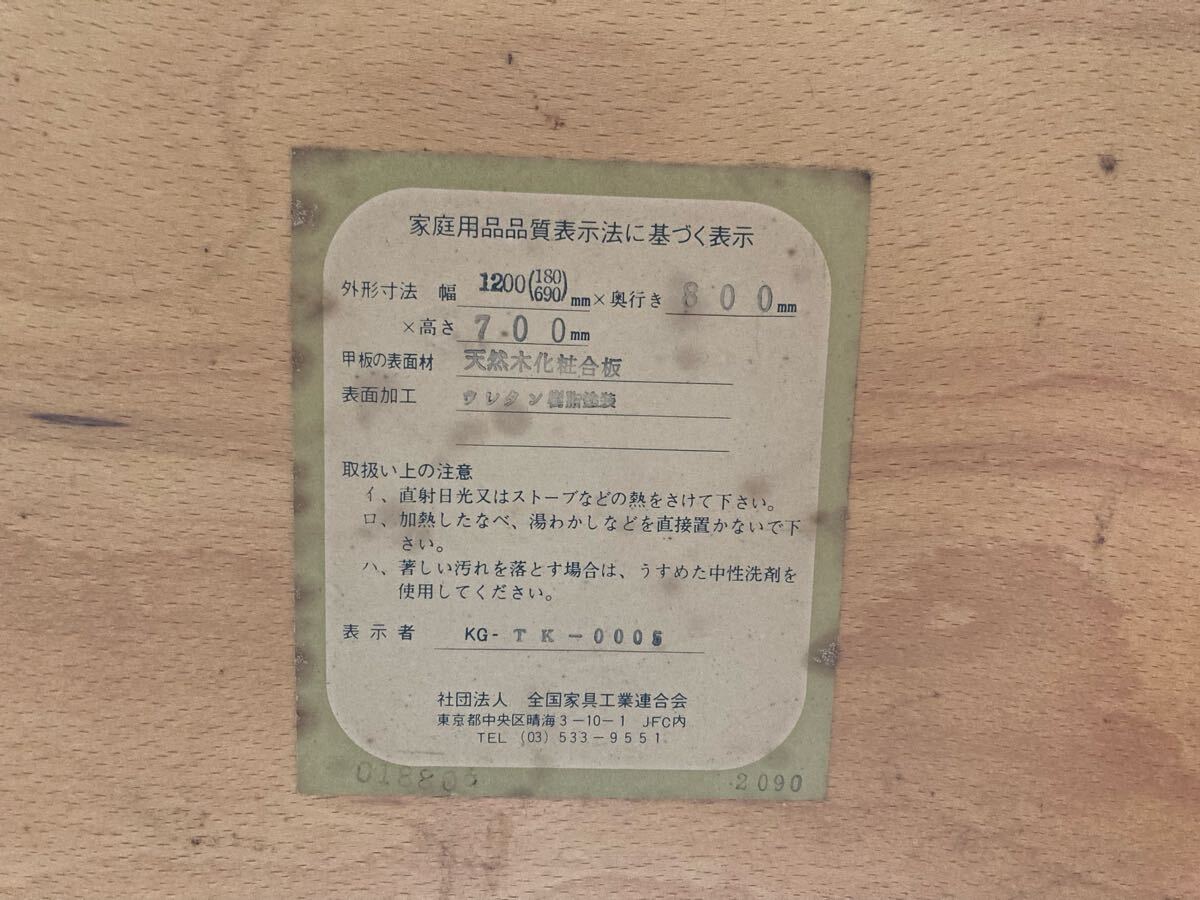 家庭用品品質表示法に基づく表示
外形寸法 幅 1200(180 690)mm×奥行き 800mm
×高さ 700mm
甲板の表面材 天然木化粧合板
表面加工 ウレタン樹脂塗装
取扱い上の注意
イ、直射日光又はストーブなどの熱をさけて下さい。
ロ、加熱したなべ、湯わかしなどを直接置かないで下
さい。
ハ、著しい汚れを落とす場合は、うすめた中性洗剤を
使用してください。
表示者 KG-TK-0005
社団法人 全国家具工業連合会
東京都中央区晴海3-10-1 JFC内
TEL (03) 533-9551
2090